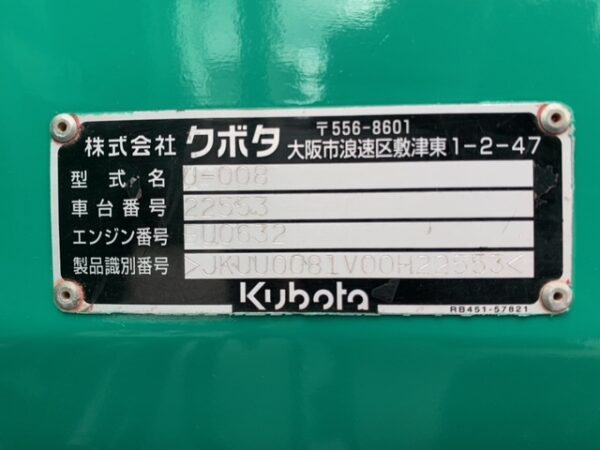 株式会社 クボタ 〒556-8601
大阪市浪速区敷津東1-2-47
型式名 U-008
車台番号 22553
エンジン番号 5U0632
製品識別番号 >JKUU0081V00H22553<
Kubota
RB451-57821